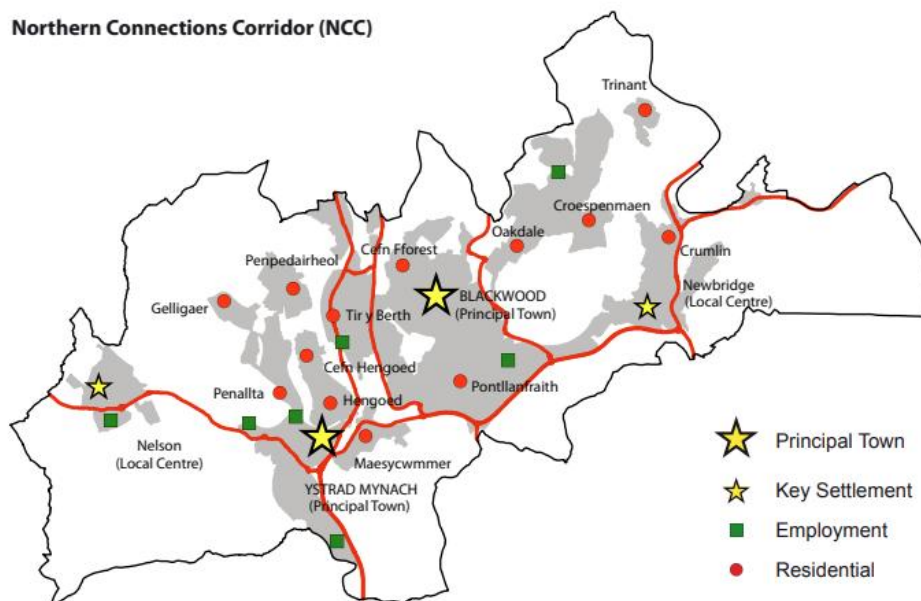 Northern Connections Corridor (NCC)
Trinant
Croespenmaen
Oakdale
Crumlin
Cefn Fforest
Penpedairheol
Newbridge
(Local Centre)
BLACKWOOD
(Principal Town)
Gelligaer
Tir y Berth
Cefn Hengoed
Pontllanfraith
Penallta
Hengoed
Nelson
(Local Centre)
Maesycwmmer
YSTRAD MYNACH
(Principal Town)
Principal Town
Key Settlement
Employment
Residential